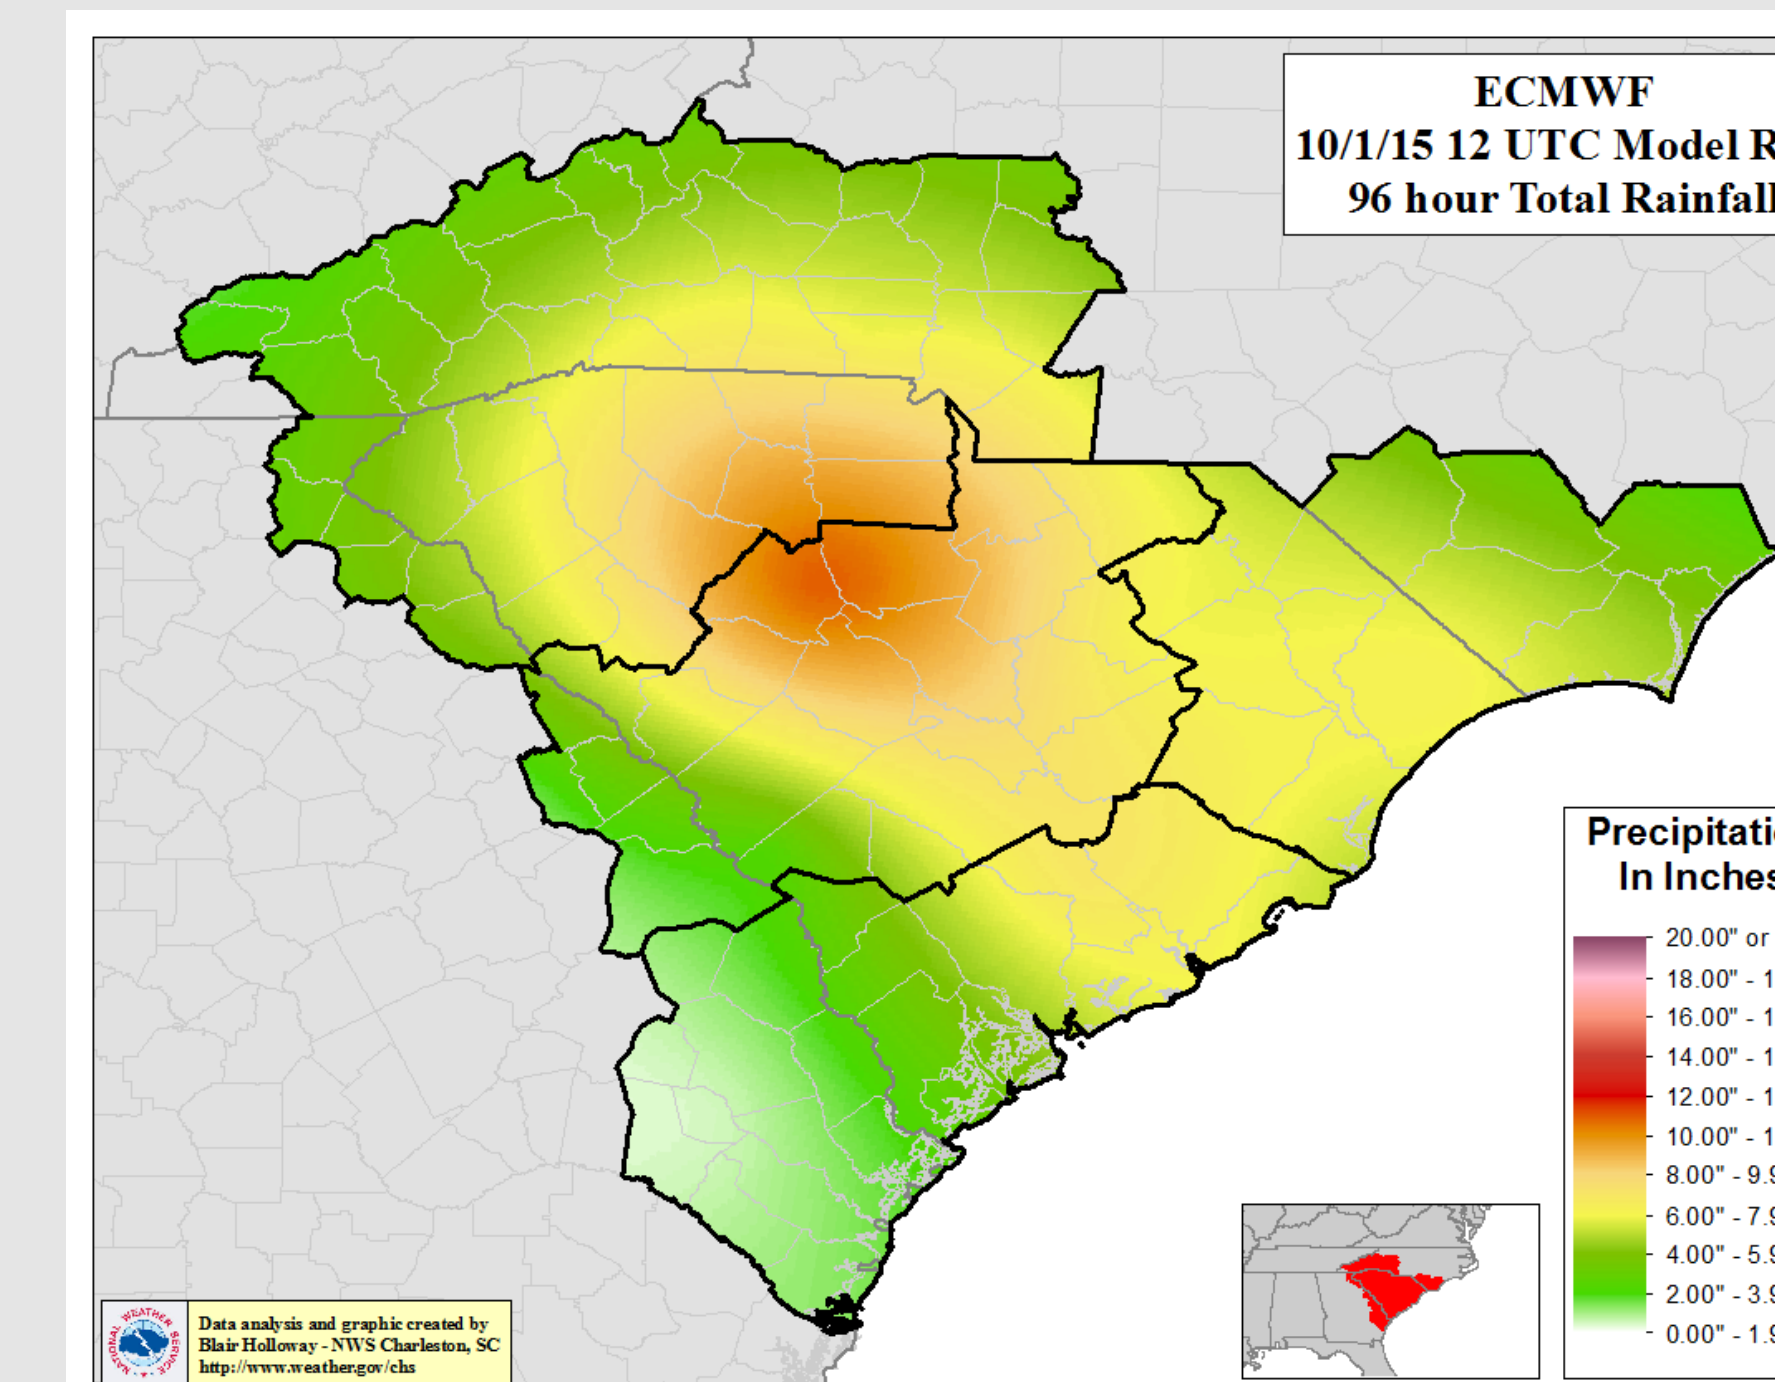 ECMWF
10/1/15 12 UTC Model R
96 hour Total Rainfall
Precipitati
In Inches
20.00" or
18.00" - 1
16.00" - 1
14.00" - 1
12.00" - 1
10.00" - 1
8.00" - 9.9
6.00" - 7.9
4.00" - 5.9
2.00" - 3.9
0.00" - 1.9
NATIONAL WEATHER SERVICE
Data analysis and graphic created by
Blair Holloway - NWS Charleston, SC
http://www.weather.gov/chs